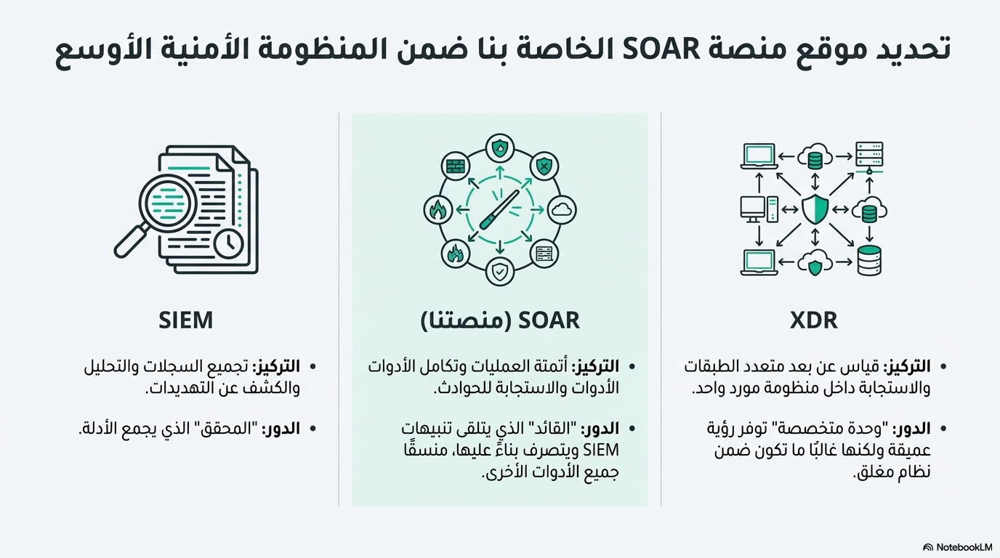 تحديد موقع منصة SOAR الخاصة بنا ضمن المنظومة الأمنية الأوسع
XDR
• التركيز: قياس عن بعد متعدد الطبقات
والاستجابة داخل منظومة مورد واحد.
• الدور: "وحدة متخصصة" توفر رؤية
عميقة ولكنها غالبًا ما تكون ضمن
نظام مغلق.
SOAR (منصتنا)
• التركيز: أتمتة العمليات وتكامل الأدوات
الأدوات والاستجابة للحوادث.
• الدور: "القائد" الذي يتلقى تنبيهات
SIEM ويتصرف بناءً عليها، منسقًا
جميع الأدوات الأخرى.
SIEM
• التركيز: تجميع السجلات والتحليل
والكشف عن التهديدات.
• الدور: "المحقق" الذي يجمع الأدلة.
NotebookLM